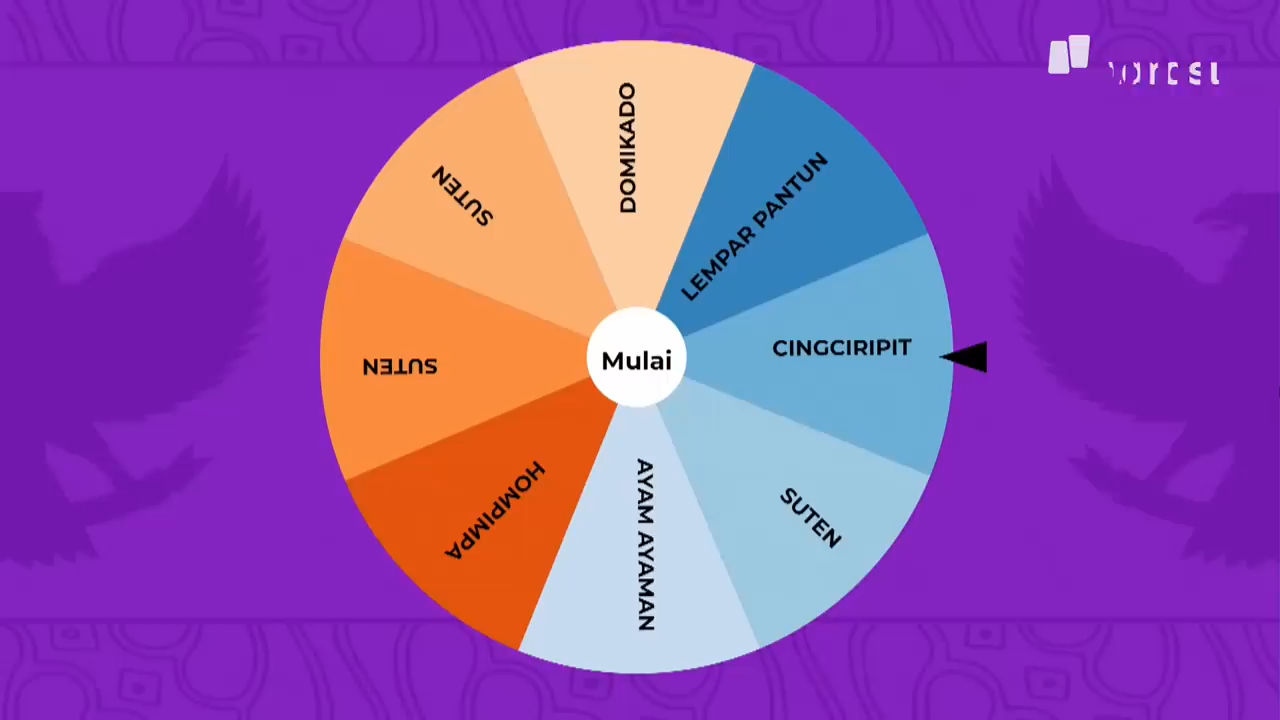 DOMIKADO
LEMPAR PANTUN
CINGCIRIPIT
SUTEN
AYAM AYAMAN
HOMPIMPA
SUTEN
SUTEN
Mulai